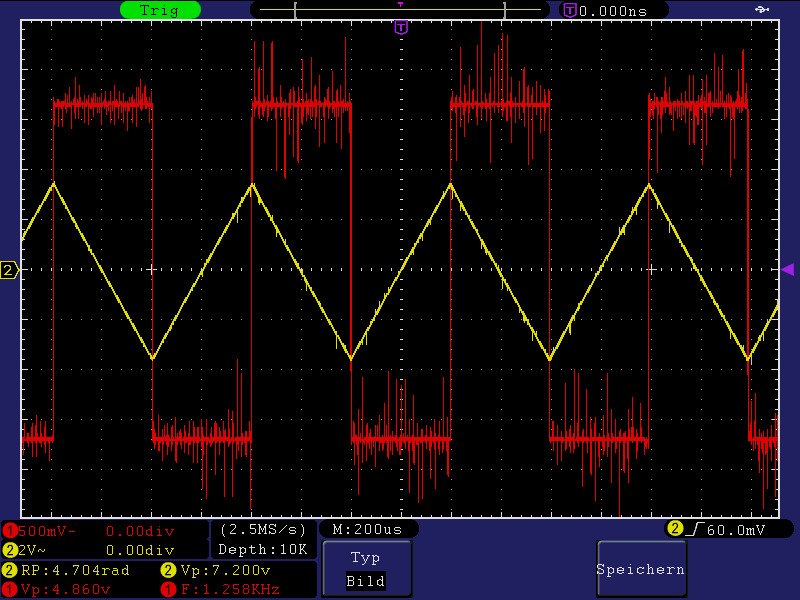 Trig T 0.000ns
T
2
1 500mV- 0.00div (2.5MS/s) M:200us 2 60.0mV
2 2V~ 0.00div Depth:10K
2 RP:4.704rad 2 Vp:7.200v Typ Speichern
1 Vp:4.860v 1 F:1.258KHz Bild